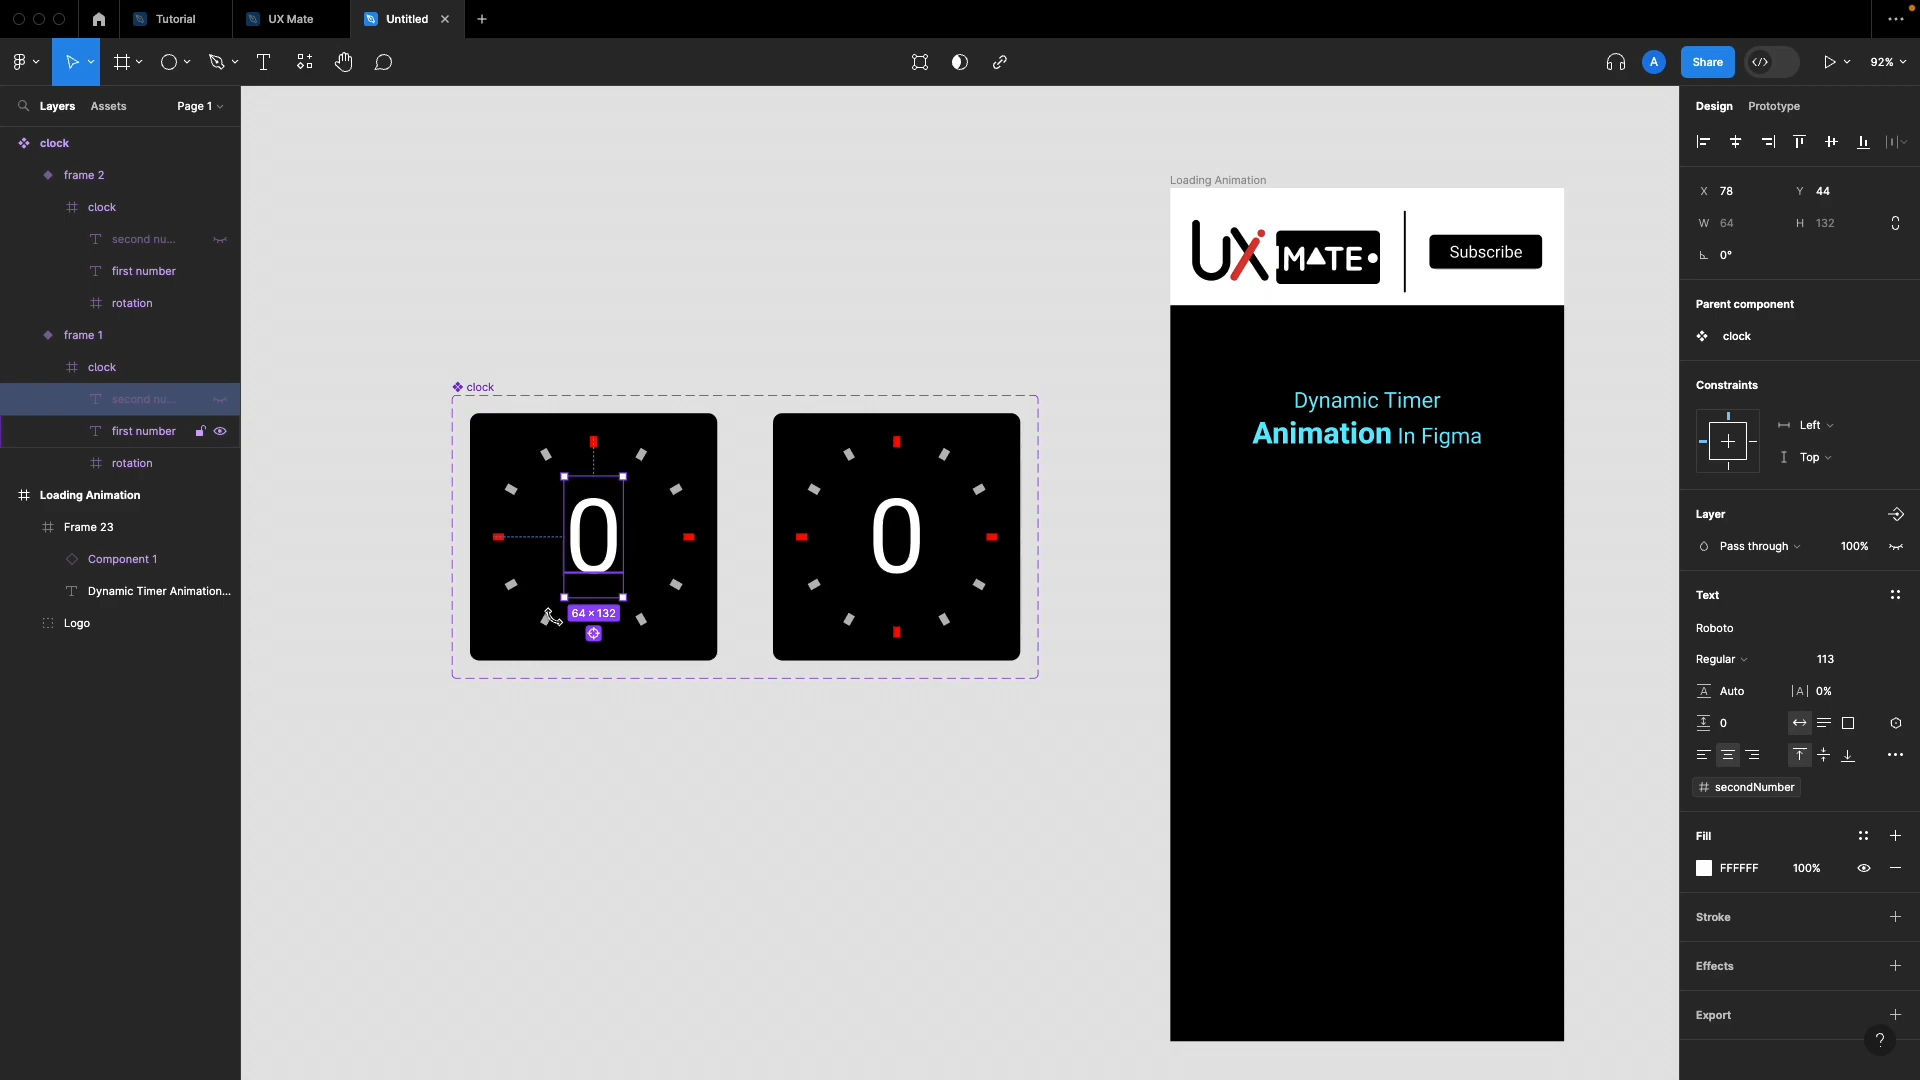 Tutorial
UX Mate
Untitled
A
Share
92%
Layers
Assets
Page 1
clock
frame 2
clock
second nu...
first number
rotation
frame 1
clock
second nu...
first number
rotation
Loading Animation
Frame 23
Component 1
Dynamic Timer Animation...
Logo
clock
0
64 × 132
0
Loading Animation
UX MATE
Subscribe
Dynamic Timer
Animation In Figma
Design
Prototype
X 78
Y 44
W 64
H 132
0°
Parent component
clock
Constraints
Left
Top
Layer
Pass through
100%
Text
Roboto
Regular
113
A Auto
|A| 0%
0
secondNumber
Fill
FFFFFF
100%
Stroke
Effects
Export
?